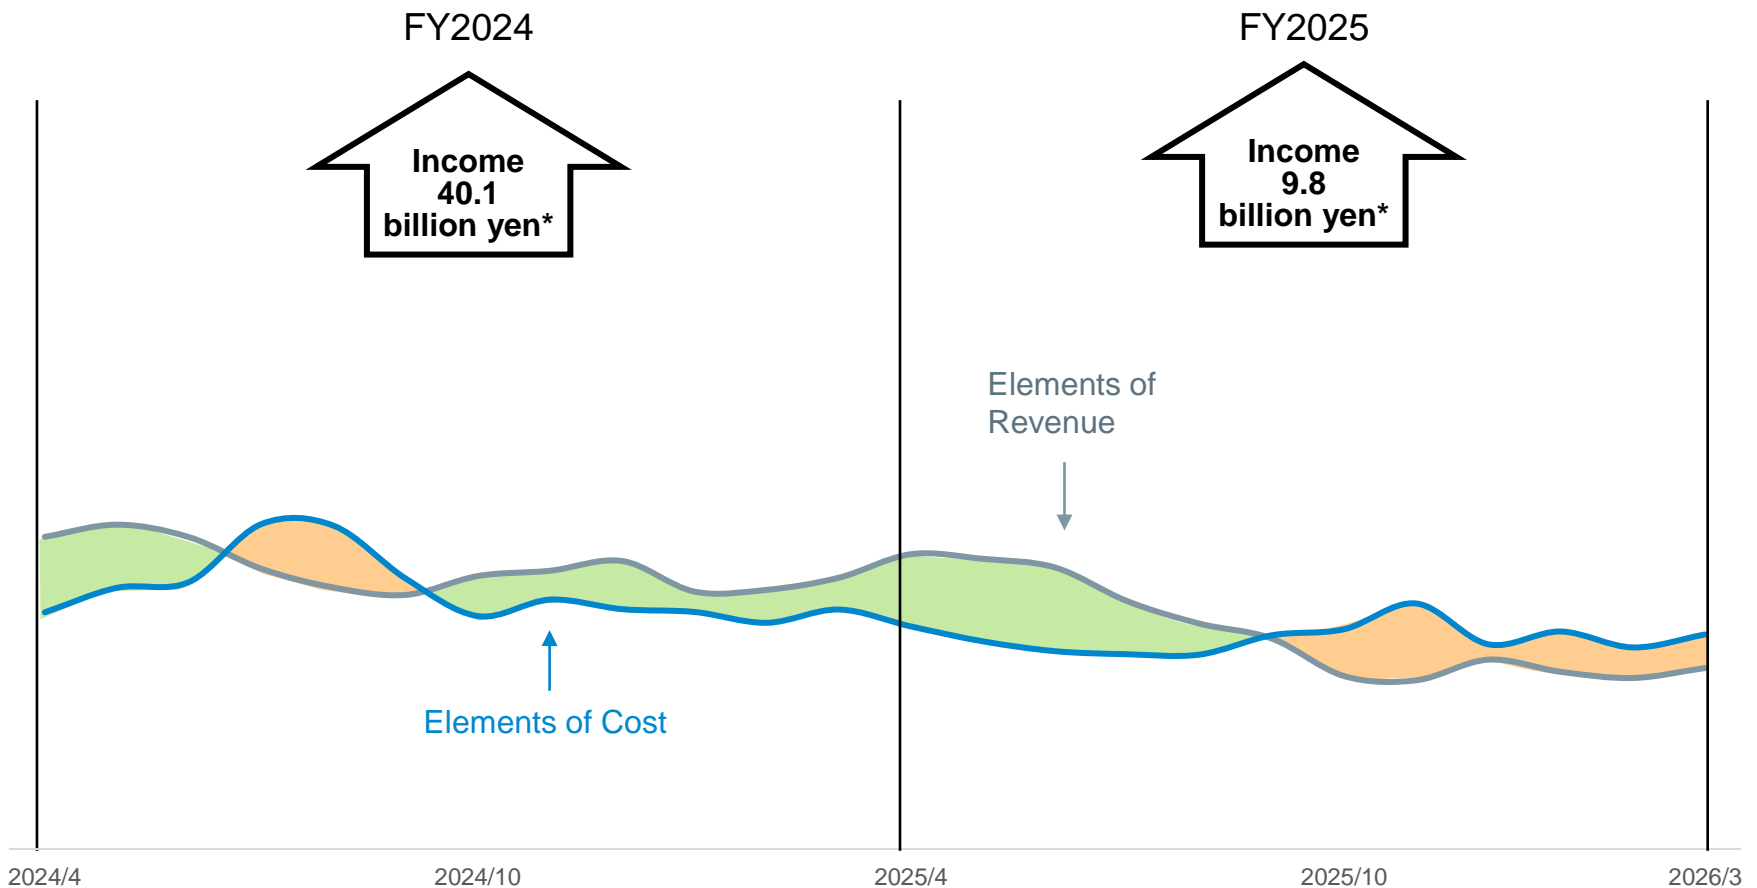 FY2024
FY2025
Income
40.1
billion yen*
Income
9.8
billion yen*
Elements of
Revenue
Elements of Cost
2024/4
2024/10
2025/4
2025/10
2026/3